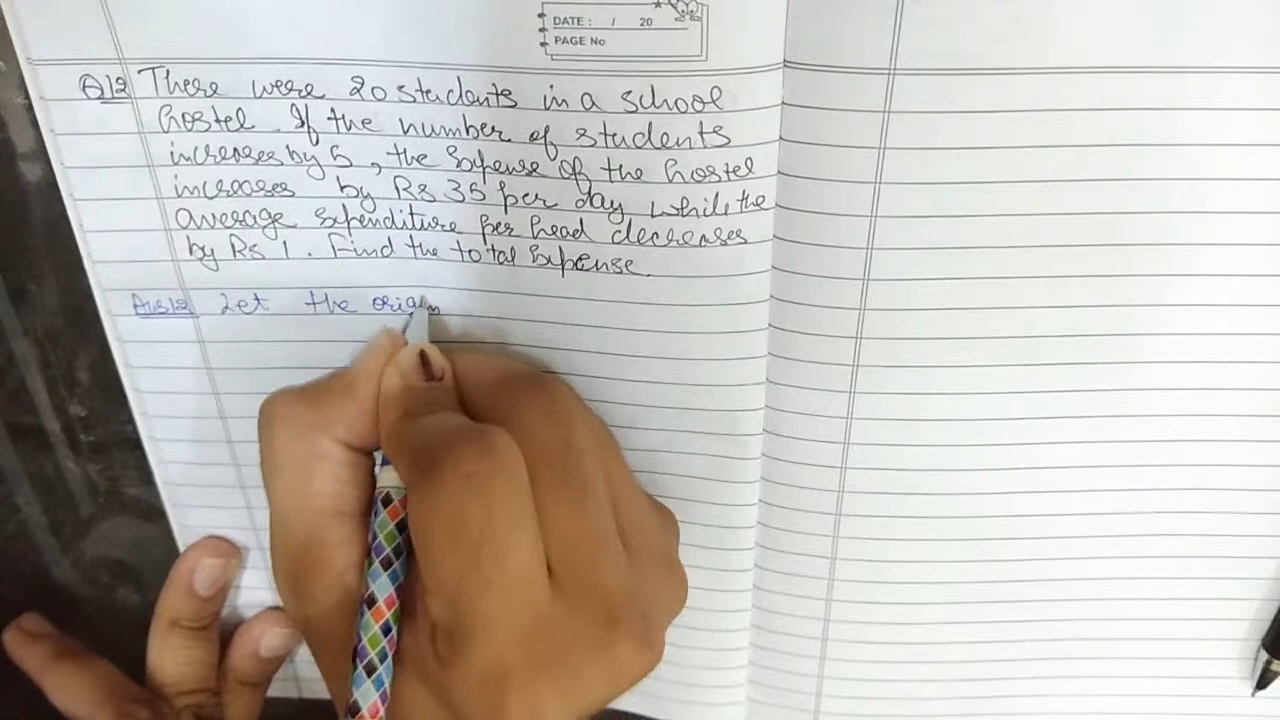 DATE : / 20
PAGE No
Q12 There were 20 students in a school
hostel. If the number of students
increases by 5, the Expense of the hostel
increases by Rs 35 per day while the
average Expenditure per head decreases
by Rs 1. Find the total Expense.
Ans12 Let the origin